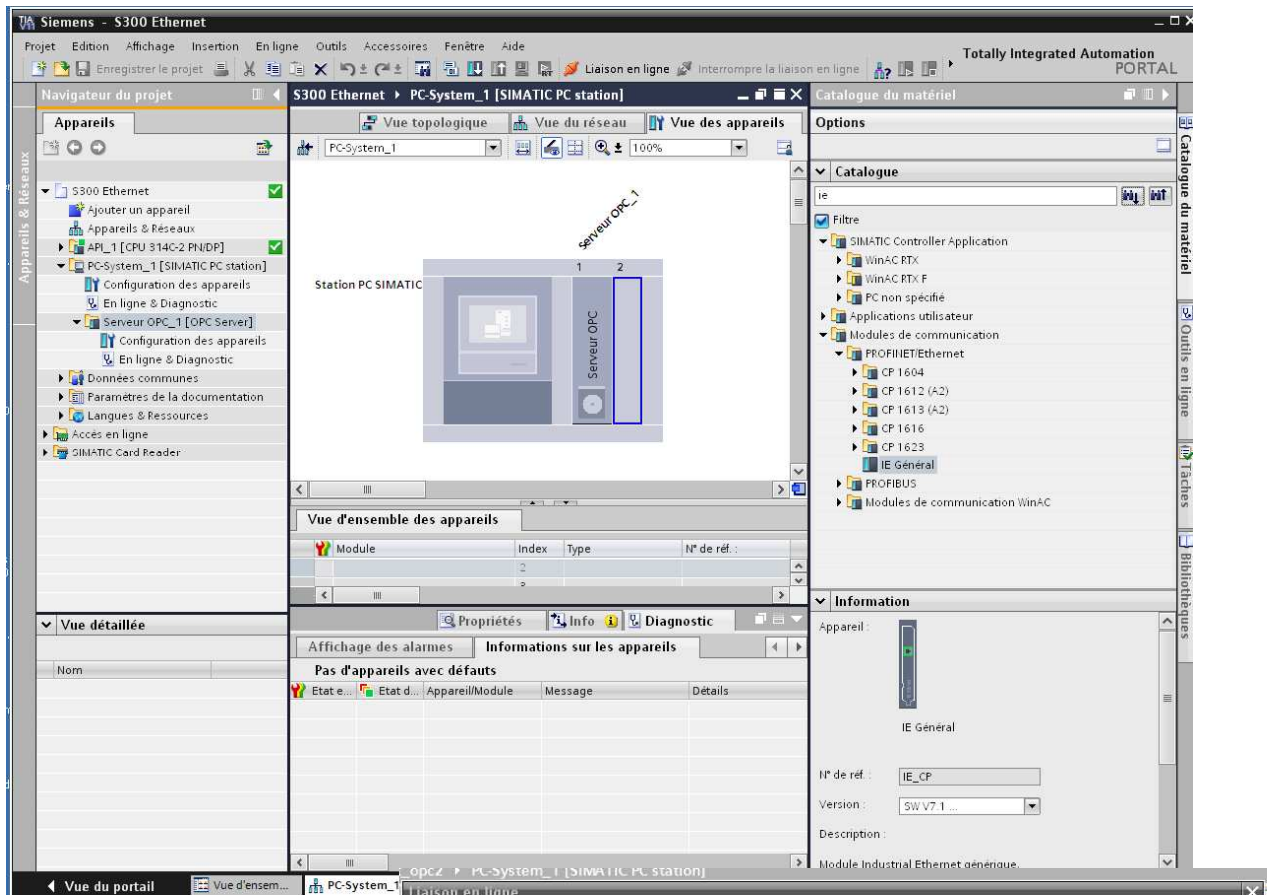 Siemens - S300 Ethernet
Projet Edition Affichage Insertion En ligne Outils Accessoires Fenêtre Aide
Totally Integrated Automation
PORTAL
Enregistrer le projet
Liaison en ligne
Interrompre la liaison en ligne
Navigateur du projet
Appareils
Appareils & Réseaux
S300 Ethernet
Ajouter un appareil
Appareils & Réseaux
API_1 [CPU 314C-2 PN/DP]
PC-System_1 [SIMATIC PC station]
Configuration des appareils
En ligne & Diagnostic
Serveur OPC_1 [OPC Server]
Configuration des appareils
En ligne & Diagnostic
Données communes
Paramètres de la documentation
Langues & Ressources
Accès en ligne
SIMATIC Card Reader
Vue détaillée
Nom
S300 Ethernet PC-System_1 [SIMATIC PC station]
Vue topologique
Vue du réseau
Vue des appareils
PC-System_1
100%
Serveur OPC_1
1 2
Station PC SIMATIC
Serveur OPC
Vue d'ensemble des appareils
Module Index Type N° de réf. :
2
Propriétés
Info
Diagnostic
Affichage des alarmes
Informations sur les appareils
Pas d'appareils avec défauts
Etat e... Etat d... Appareil/Module Message Détails
Catalogue du matériel
Options
Catalogue
ie
Filtre
SIMATIC Controller Application
WinAC RTX
WinAC RTX F
PC non spécifié
Applications utilisateur
Modules de communication
PROFINET/Ethernet
CP 1604
CP 1612 (A2)
CP 1613 (A2)
CP 1616
CP 1623
IE Général
PROFIBUS
Modules de communication WinAC
Information
Appareil :
IE Général
N° de réf. : IE_CP
Version : SW V7.1 ...
Description :
Module Industrial Ethernet générique.
Catalogue du matériel
Outils en ligne
Tâches
Bibliothèques
Vue du portail
Vue d'ensem...
PC-System_1
_opc2 PC-System_1 [SIMATIC PC station]
Liaison en ligne